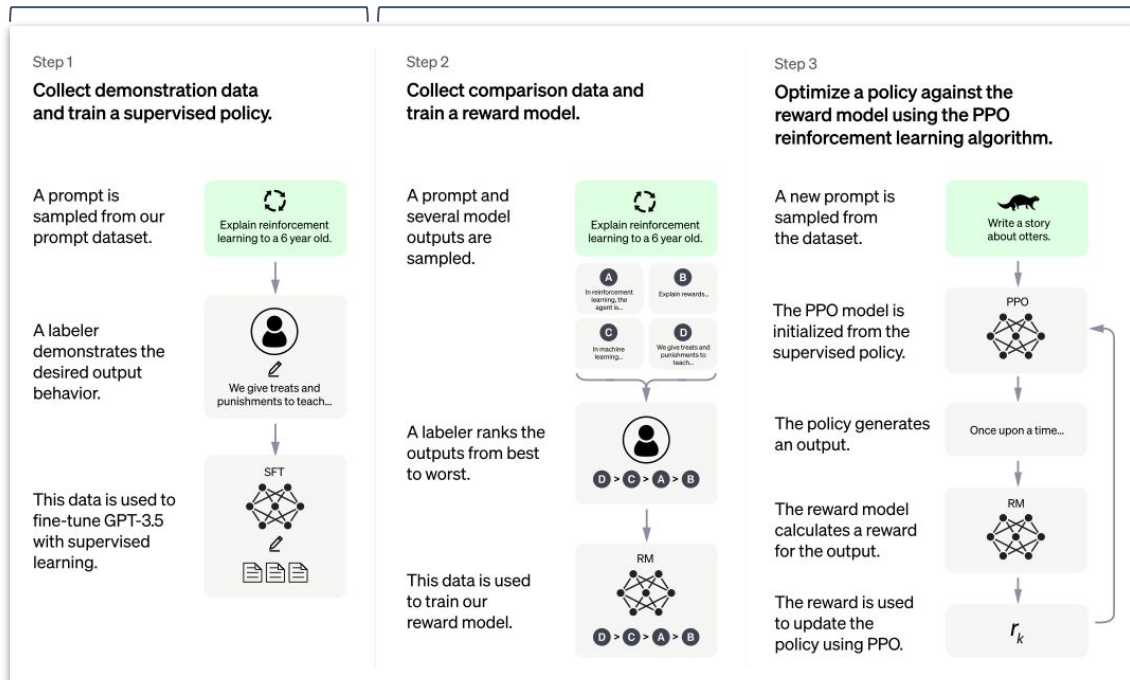 Step 1
Collect demonstration data
and train a supervised policy.
A prompt is
sampled from our
prompt dataset.
Explain reinforcement
learning to a 6 year old.
A labeler
demonstrates the
desired output
behavior.
We give treats and
punishments to teach...
This data is used to
fine-tune GPT-3.5
with supervised
learning.
SFT
Step 2
Collect comparison data and
train a reward model.
A prompt and
several model
outputs are
sampled.
Explain reinforcement
learning to a 6 year old.
A
In reinforcement
learning, the
agent is...
B
Explain rewards...
C
In machine
learning...
D
We give treats and
punishments to
teach...
A labeler ranks the
outputs from best
to worst.
D > C > A > B
This data is used
to train our
reward model.
RM
D > C > A > B
Step 3
Optimize a policy against the
reward model using the PPO
reinforcement learning algorithm.
A new prompt is
sampled from
the dataset.
Write a story
about otters.
The PPO model is
initialized from the
supervised policy.
PPO
The policy generates
an output.
Once upon a time...
The reward model
calculates a reward
for the output.
RM
The reward is used
to update the
policy using PPO.
rₖ